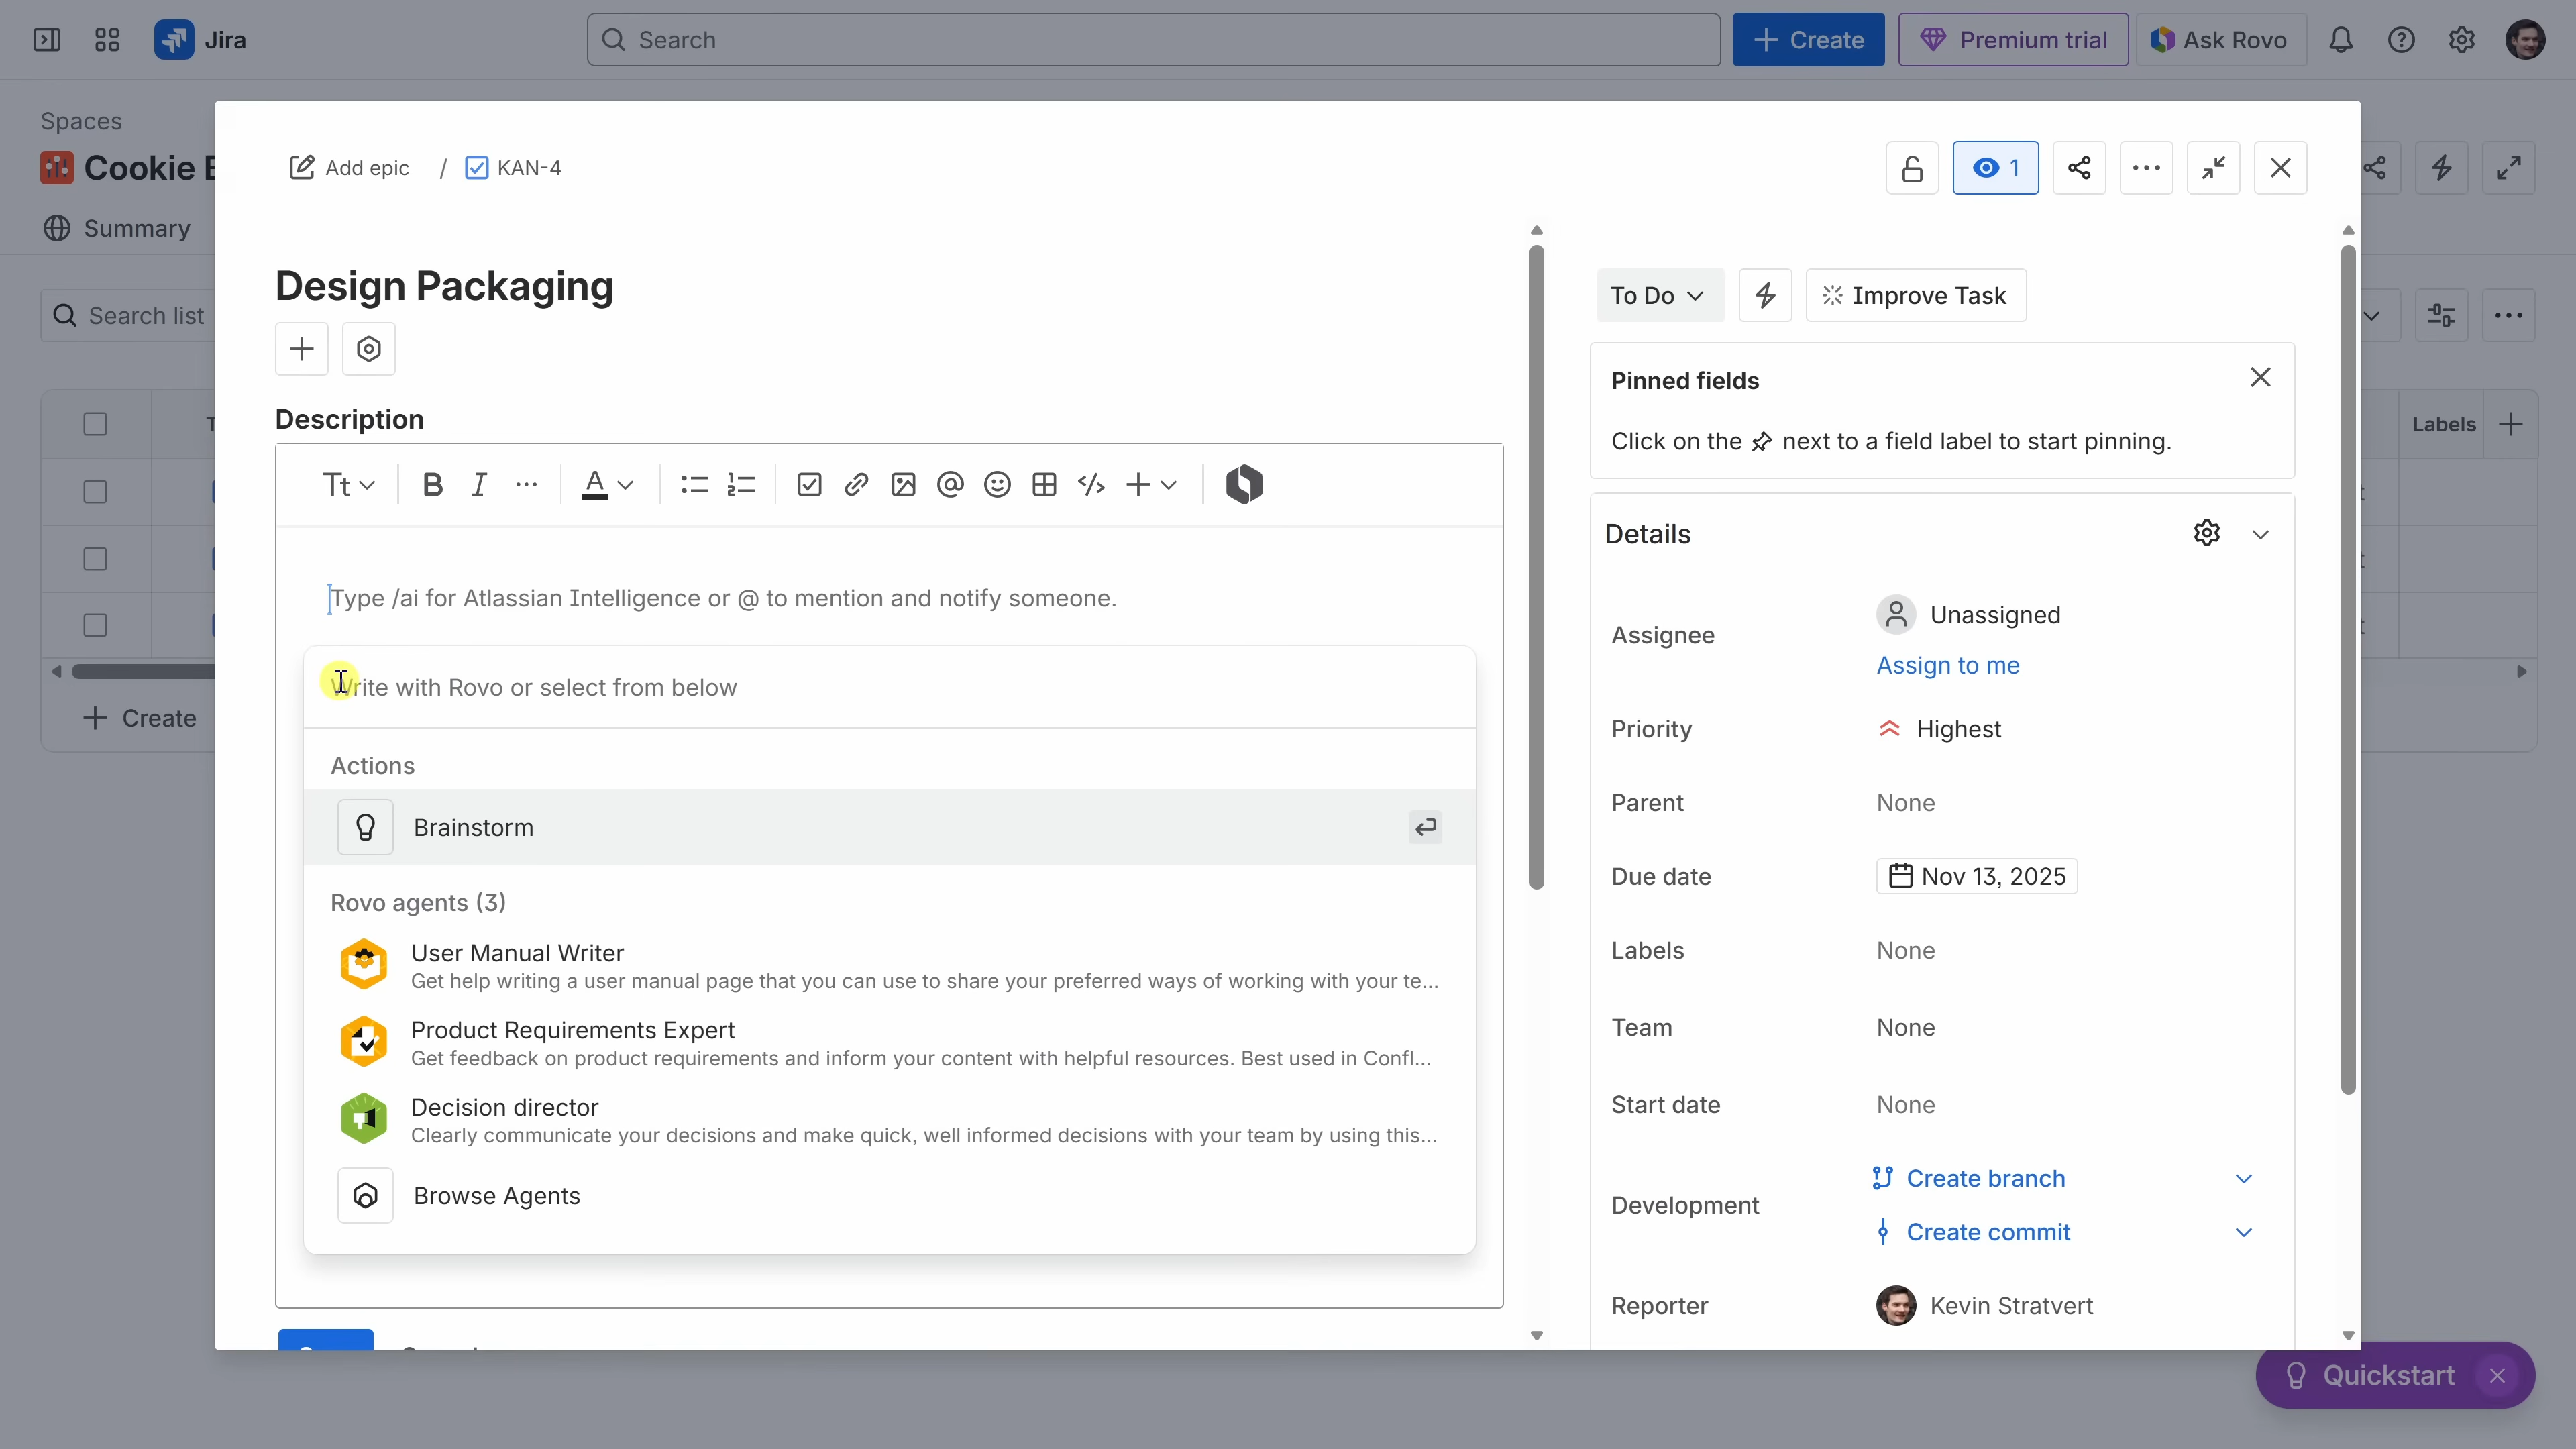 Jira
Search
Create
Premium trial
Ask Rovo
Spaces
Cookie
Summary
Search list
Labels
Create
Add epic / KAN-4
1
Design Packaging
Description
Tt
B I
A
Type /ai for Atlassian Intelligence or @ to mention and notify someone.
Write with Rovo or select from below
Actions
Brainstorm
Rovo agents (3)
User Manual Writer
Get help writing a user manual page that you can use to share your preferred ways of working with your te...
Product Requirements Expert
Get feedback on product requirements and inform your content with helpful resources. Best used in Confl...
Decision director
Clearly communicate your decisions and make quick, well informed decisions with your team by using this...
Browse Agents
To Do
Improve Task
Pinned fields
Click on the next to a field label to start pinning.
Details
Assignee
Unassigned
Assign to me
Priority
Highest
Parent
None
Due date
Nov 13, 2025
Labels
None
Team
None
Start date
None
Development
Create branch
Create commit
Reporter
Kevin Stratvert
Quickstart